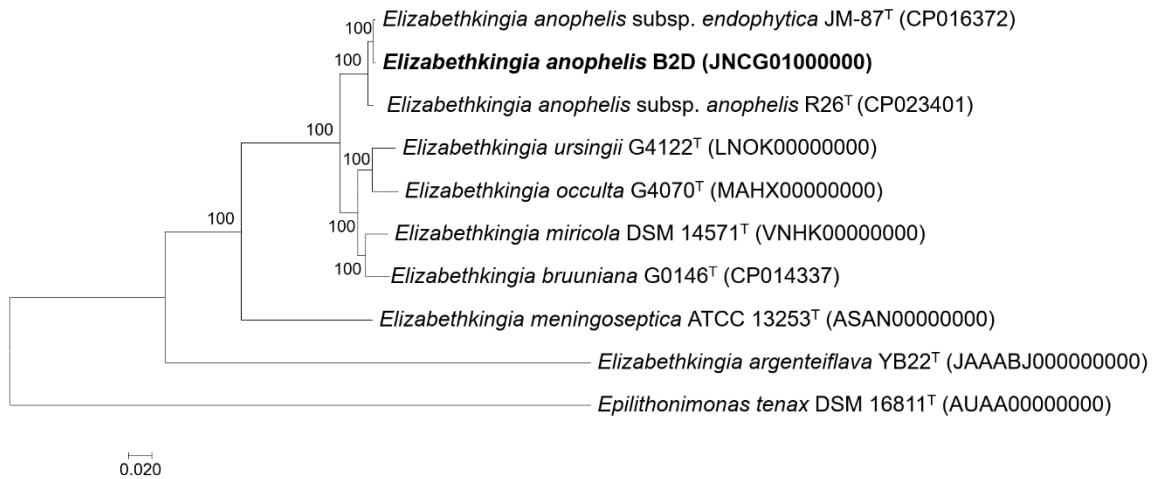 100
Elizabethkingia anophelis subsp. endophytica JM-87ᵀ (CP016372)
100
Elizabethkingia anophelis B2D (JNCG01000000)
Elizabethkingia anophelis subsp. anophelis R26ᵀ (CP023401)
100
Elizabethkingia ursingii G4122ᵀ (LNOK00000000)
100
Elizabethkingia occulta G4070ᵀ (MAHX00000000)
100
100
Elizabethkingia miricola DSM 14571ᵀ (VNHK00000000)
100
Elizabethkingia bruuniana G0146ᵀ (CP014337)
Elizabethkingia meningoseptica ATCC 13253ᵀ (ASAN00000000)
Elizabethkingia argenteiflava YB22ᵀ (JAAABJ000000000)
Epilithonimonas tenax DSM 16811ᵀ (AUAA00000000)
0.020